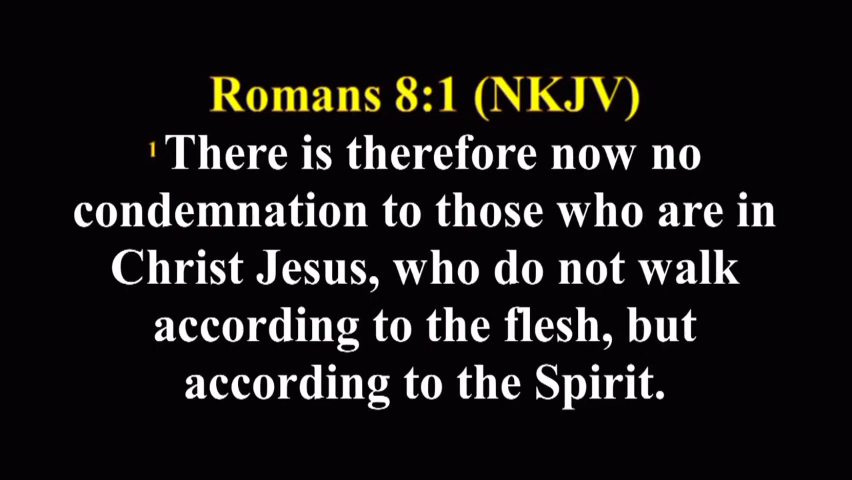 Romans 8:1 (NKJV)
1 There is therefore now no
condemnation to those who are in
Christ Jesus, who do not walk
according to the flesh, but
according to the Spirit.